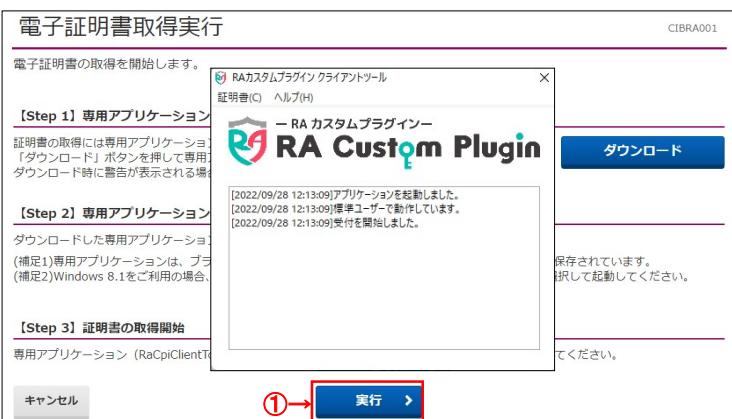 電子証明書取得実行
CIBRA001
電子証明書の取得を開始します。
RAカスタムプラグイン クライアントツール
証明書(C) ヘルプ(H)
― RA カスタムプラグイン―
RA Custom Plugin
[2022/09/28 12:13:09]アプリケーションを起動しました。
[2022/09/28 12:13:09]標準ユーザーで動作しています。
[2022/09/28 12:13:09]受付を開始しました。
【Step 1】専用アプリケーション
証明書の取得には専用アプリケーショ
「ダウンロード」ボタンを押して専用
ダウンロード時に警告が表示される場
ダウンロード
【Step 2】専用アプリケーション
ダウンロードした専用アプリケーショ
(補足1)専用アプリケーションは、ブラ
保存されています。
(補足2)Windows 8.1をご利用の場合、
択して起動してください。
【Step 3】証明書の取得開始
専用アプリケーション（RaCpiClientTo
てください。
キャンセル
①→
実行